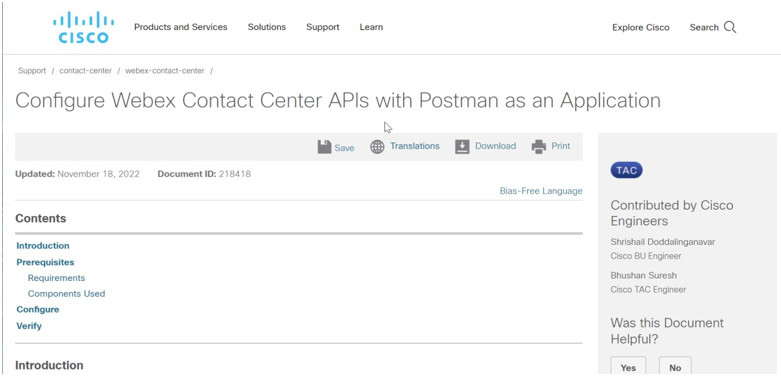 CISCO
Products and Services Solutions Support Learn
Explore Cisco Search
Support / contact-center / webex-contact-center /
Configure Webex Contact Center APIs with Postman as an Application
Save Translations Download Print
Updated: November 18, 2022 Document ID: 218418
Bias-Free Language
Contents
Introduction
Prerequisites
Requirements
Components Used
Configure
Verify
Introduction
TAC
Contributed by Cisco
Engineers
Shrishail Doddalinganavar
Cisco BU Engineer
Bhushan Suresh
Cisco TAC Engineer
Was this Document
Helpful?
Yes No